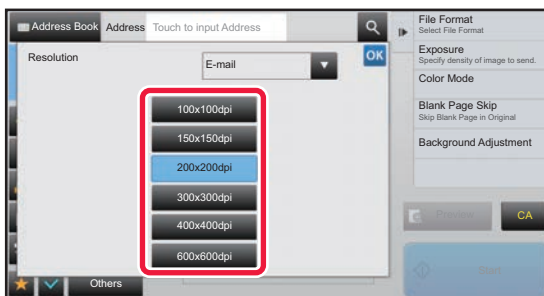 Address Book Address Touch to input Address
Resolution
E-mail
OK
100x100dpi
150x150dpi
200x200dpi
300x300dpi
400x400dpi
600x600dpi
Others
File Format
Select File Format
Exposure
Specify density of image to send.
Color Mode
Blank Page Skip
Skip Blank Page in Original
Background Adjustment
Preview
CA
Start